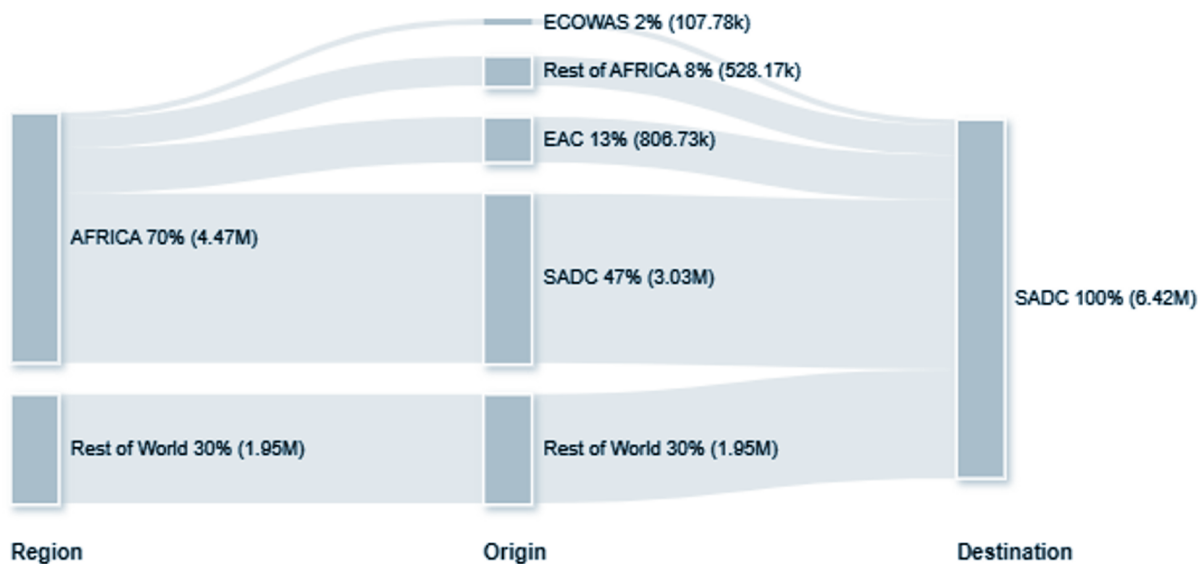 ECOWAS 2% (107.78k)
Rest of AFRICA 8% (528.17k)
EAC 13% (806.73k)
AFRICA 70% (4.47M)
SADC 47% (3.03M)
SADC 100% (6.42M)
Rest of World 30% (1.95M)
Rest of World 30% (1.95M)
Region
Origin
Destination